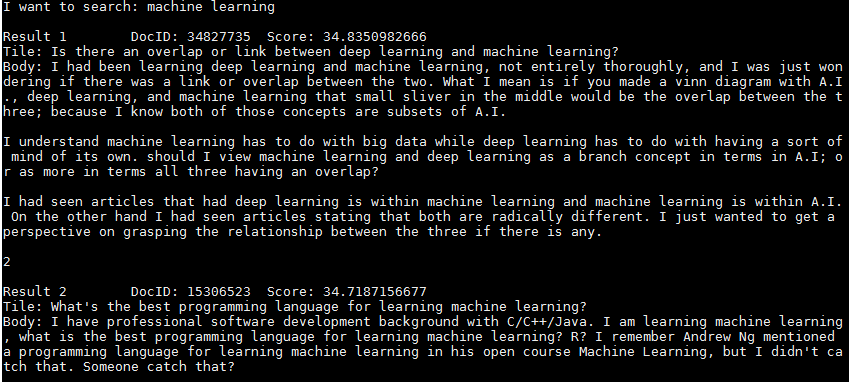 I want to search: machine learning
Result 1 DocID: 34827735 Score: 34.8350982666
Tile: Is there an overlap or link between deep learning and machine learning?
Body: I had been learning deep learning and machine learning, not entirely thoroughly, and I was just won
dering if there was a link or overlap between the two. What I mean is if you made a vinn diagram with A.I
., deep learning, and machine learning that small sliver in the middle would be the overlap between the t
hree; because I know both of those concepts are subsets of A.I.
I understand machine learning has to do with big data while deep learning has to do with having a sort of
 mind of its own. should I view machine learning and deep learning as a branch concept in terms in A.I; o
r as more in terms all three having an overlap?
I had seen articles that had deep learning is within machine learning and machine learning is within A.I.
 On the other hand I had seen articles stating that both are radically different. I just wanted to get a
perspective on grasping the relationship between the three if there is any.
2
Result 2 DocID: 15306523 Score: 34.7187156677
Tile: What's the best programming language for learning machine learning?
Body: I have professional software development background with C/C++/Java. I am learning machine learning
, what is the best programming language for learning machine learning? R? I remember Andrew Ng mentioned
a programming language for learning machine learning in his open course Machine Learning, but I didn't ca
tch that. Someone catch that?